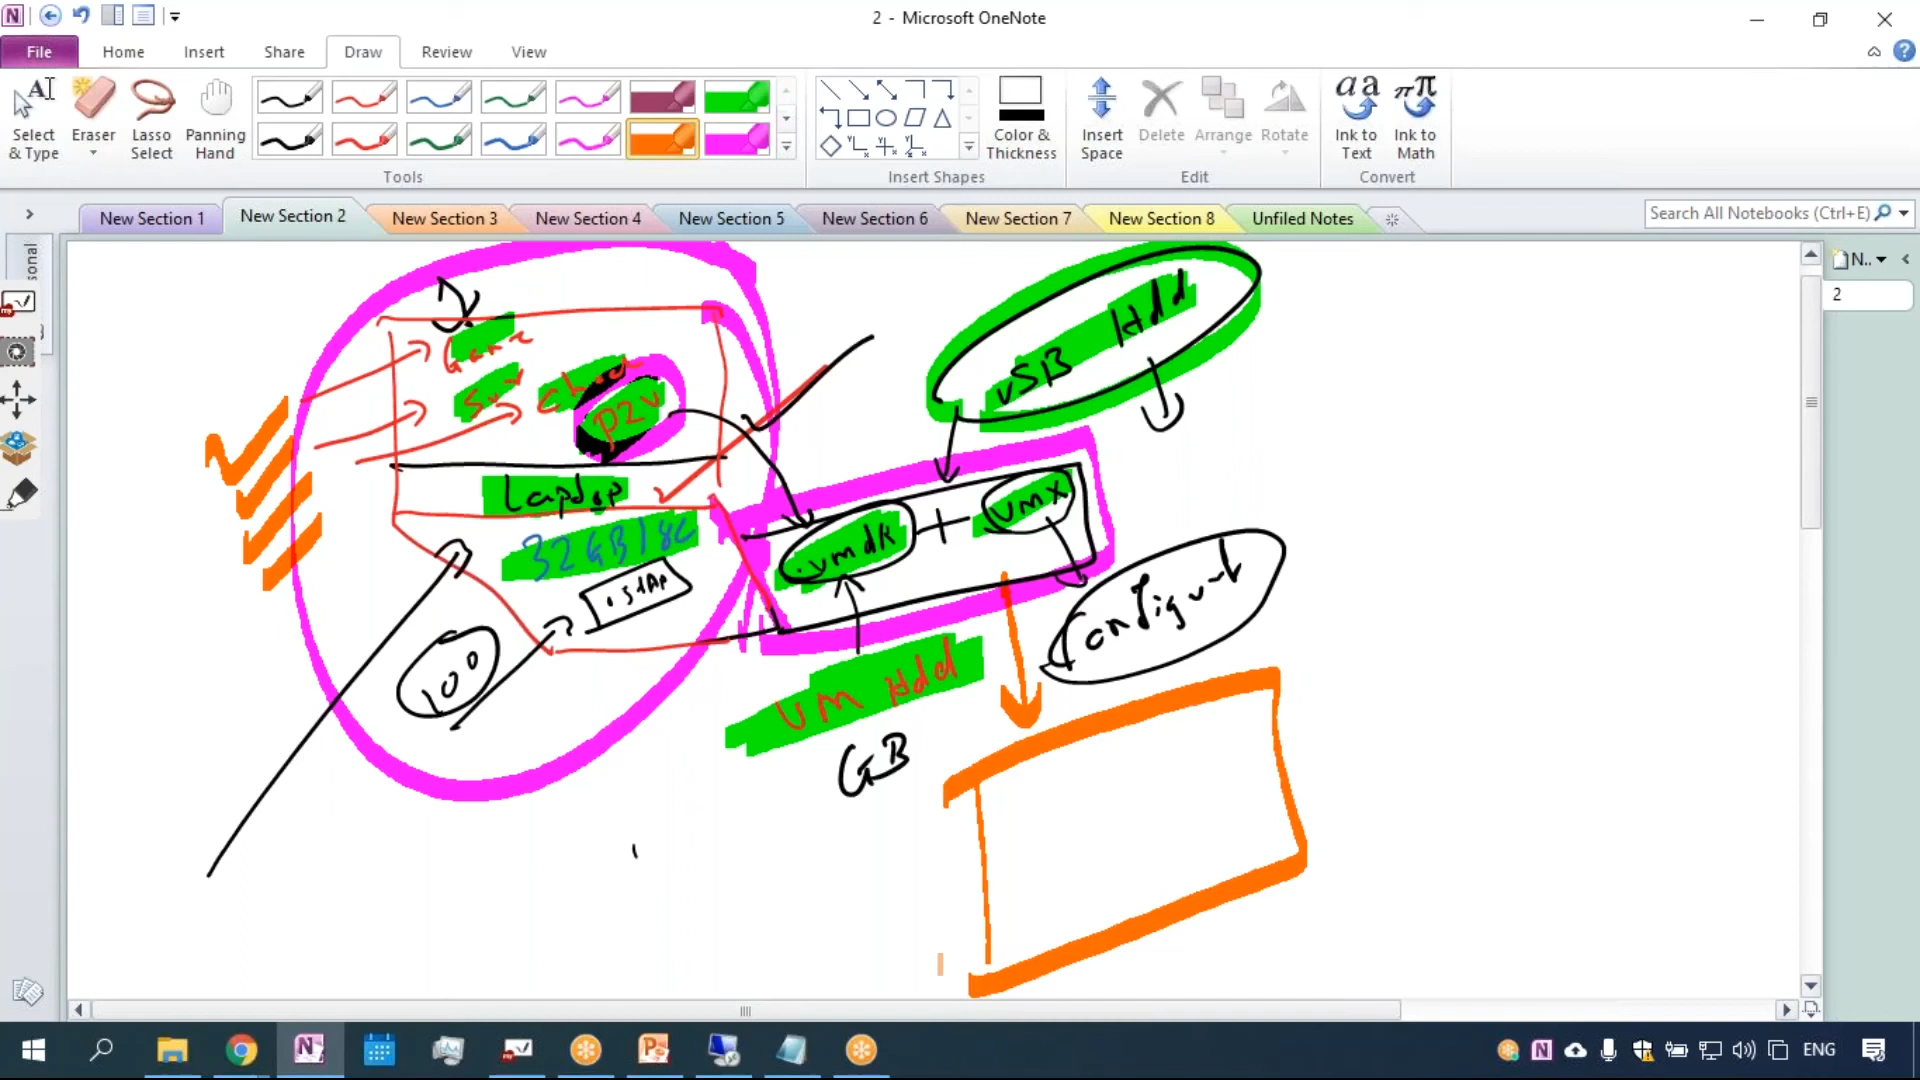 2 - Microsoft OneNote
File Home Insert Share Draw Review View
Select & Type
Eraser
Lasso Select
Panning Hand
Color & Thickness
Insert Space
Delete
Arrange
Rotate
Ink to Text
Ink to Math
Tools
Insert Shapes
Edit
Convert
New Section 1 New Section 2 New Section 3 New Section 4 New Section 5 New Section 6 New Section 7 New Section 8 Unfiled Notes
Search All Notebooks (Ctrl+E)
sonal
N..
2
USB Hdd
p2v
Laptop
32GB/8C
.vmdk + vmx
100
VM Hdd
GB
ENG